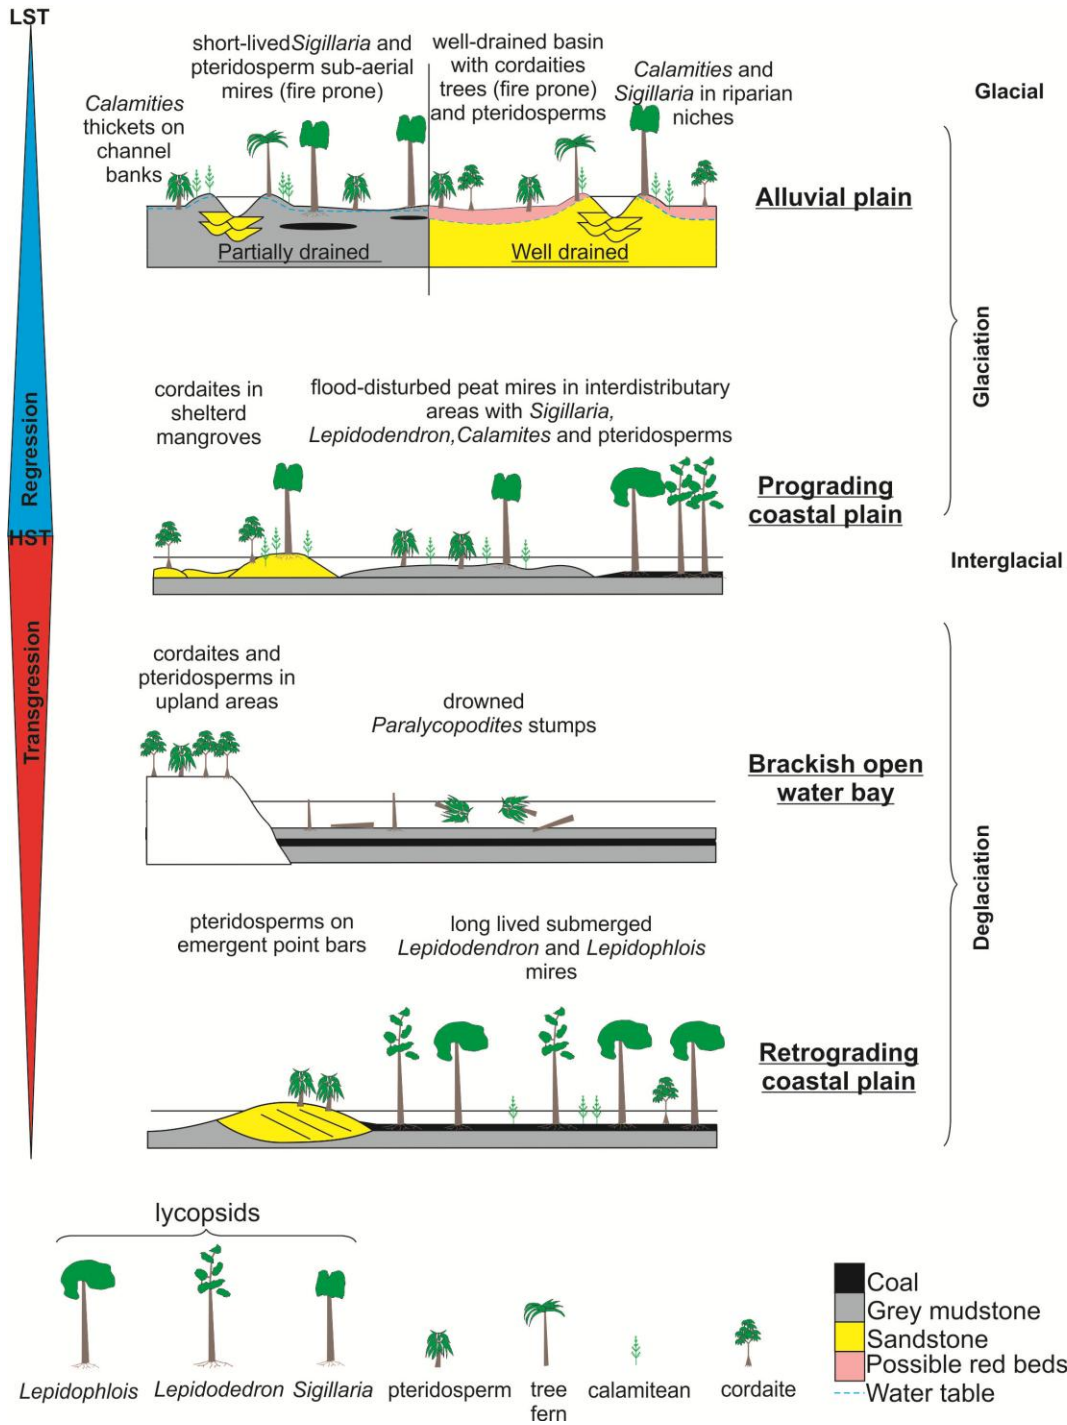 LST
short-lived Sigillaria and
pteridosperm sub-aerial
mires (fire prone)
well-drained basin
with cordaities
trees (fire prone)
and pteridosperms
Calamities
thickets on
channel
banks
Calamities and
Sigillaria in riparian
niches
Glacial
Alluvial plain
Partially drained
Well drained
Glaciation
Regression
cordaites in
shelterd
mangroves
flood-disturbed peat mires in interdistributary
areas with Sigillaria,
Lepidodendron, Calamites and pteridosperms
Prograding
coastal plain
HST
Interglacial
Transgression
cordaites and
pteridosperms in
upland areas
drowned
Paralycopodites stumps
Brackish open
water bay
Deglaciation
pteridosperms on
emergent point bars
long lived submerged
Lepidodendron and Lepidophlois
mires
Retrograding
coastal plain
lycopsids
Lepidophlois
Lepidodedron
Sigillaria
pteridosperm
tree
fern
calamitean
cordaite
Coal
Grey mudstone
Sandstone
Possible red beds
Water table